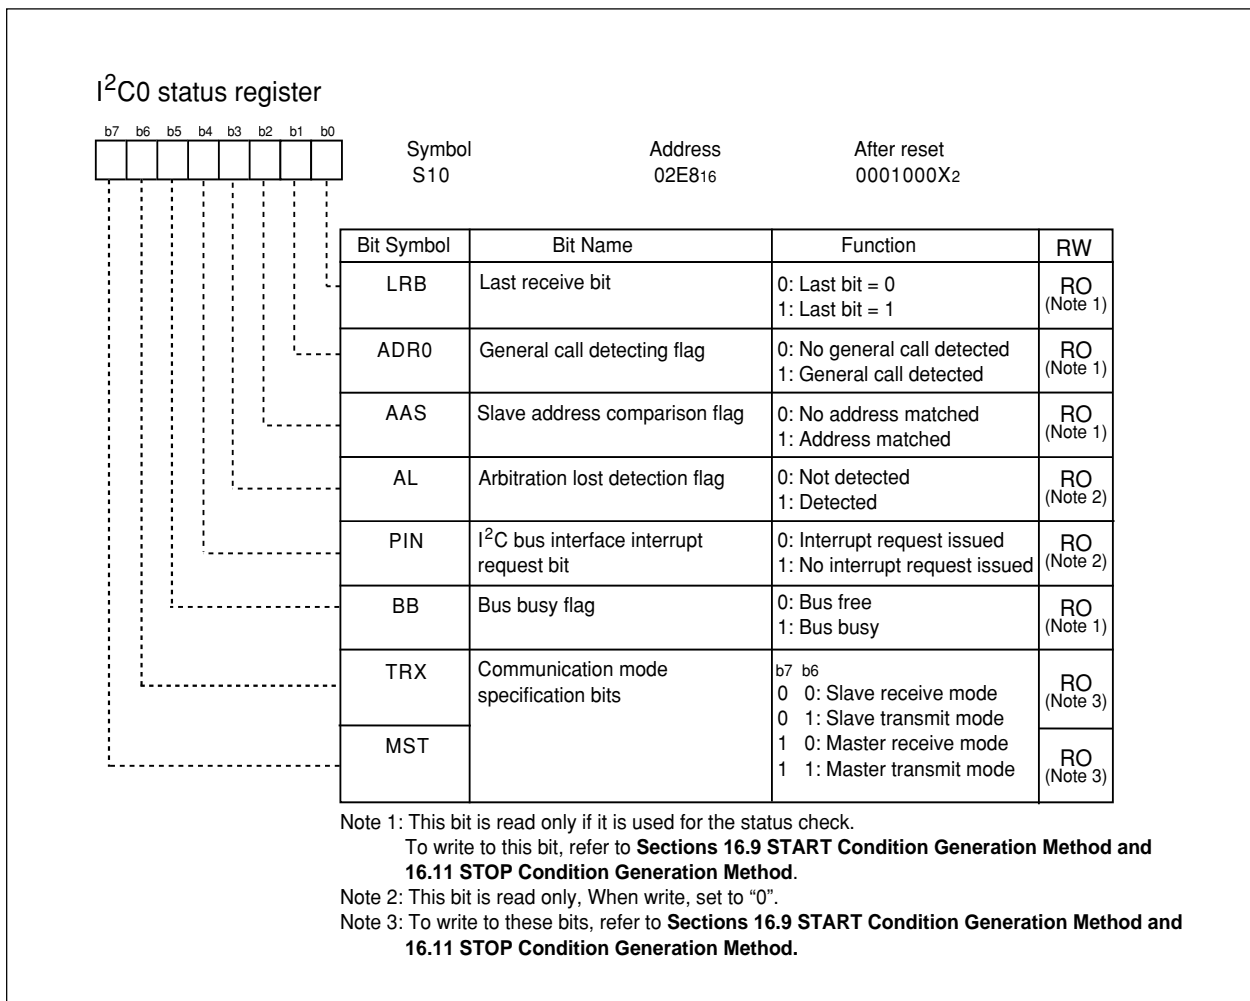 I2C0 status register
b7 b6 b5 b4 b3 b2 b1 b0
Symbol Address After reset
S10 02E816 0001000X2
Bit Symbol Bit Name Function RW
LRB Last receive bit 0: Last bit = 0 RO
1: Last bit = 1 (Note 1)
ADR0 General call detecting flag 0: No general call detected RO
1: General call detected (Note 1)
AAS Slave address comparison flag 0: No address matched RO
1: Address matched (Note 1)
AL Arbitration lost detection flag 0: Not detected RO
1: Detected (Note 2)
PIN I2C bus interface interrupt 0: Interrupt request issued RO
request bit 1: No interrupt request issued (Note 2)
BB Bus busy flag 0: Bus free RO
1: Bus busy (Note 1)
TRX Communication mode b7 b6
specification bits 0 0: Slave receive mode RO
(Note 3)
0 1: Slave transmit mode
MST 1 0: Master receive mode
1 1: Master transmit mode RO
(Note 3)
Note 1: This bit is read only if it is used for the status check.
To write to this bit, refer to Sections 16.9 START Condition Generation Method and
16.11 STOP Condition Generation Method.
Note 2: This bit is read only, When write, set to “0”.
Note 3: To write to these bits, refer to Sections 16.9 START Condition Generation Method and
16.11 STOP Condition Generation Method.